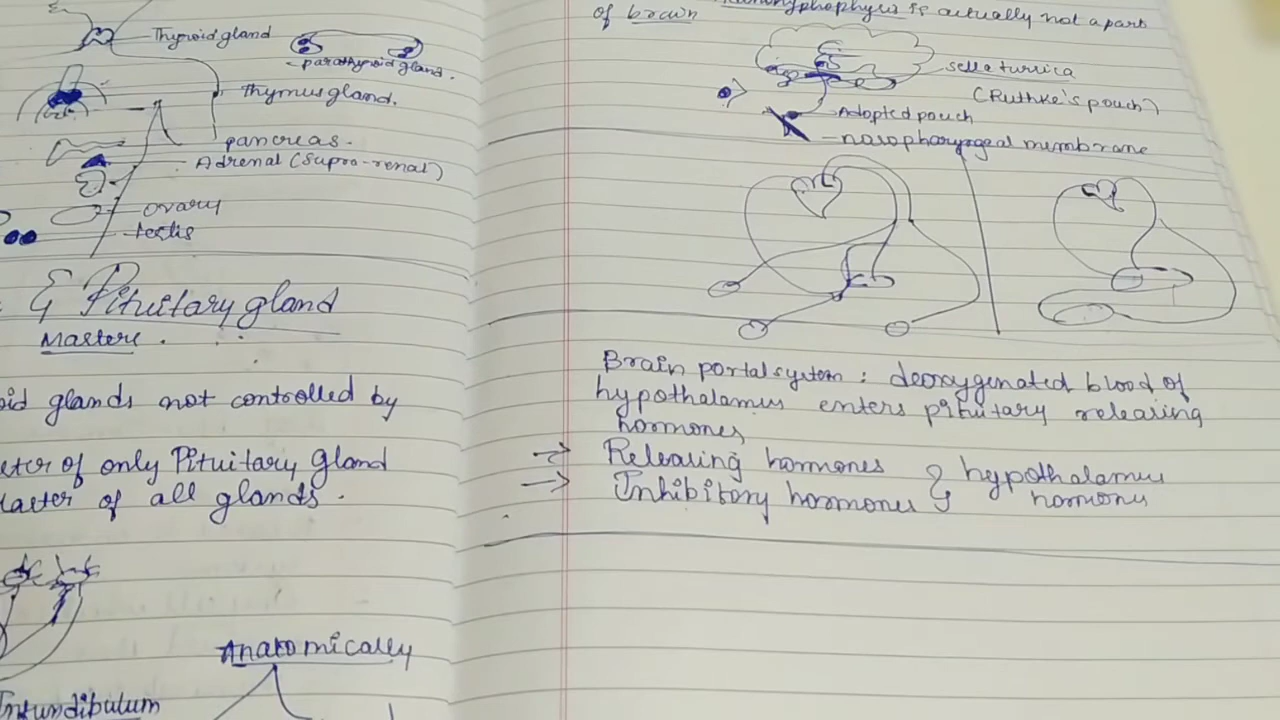 Thyroid gland
parathyroid gland.
Thymus gland.
pancreas.
Adrenal (Supra-renal)
ovary
testis
& Pituitary gland
Master
oid glands not controlled by
of only Pituitary gland
of all glands.
Anatomically
Infundibulum
is actually not a part
of brain
sella turcica
(Ruthke's pouch)
Adopted pouch
nasopharyngeal membrane
Brain portal system : deoxygenated blood of
hypothalamus enters pituitary releasing
hormones
→ Releasing hormones } hypothalamus
→ Inhibitory hormones } hormones